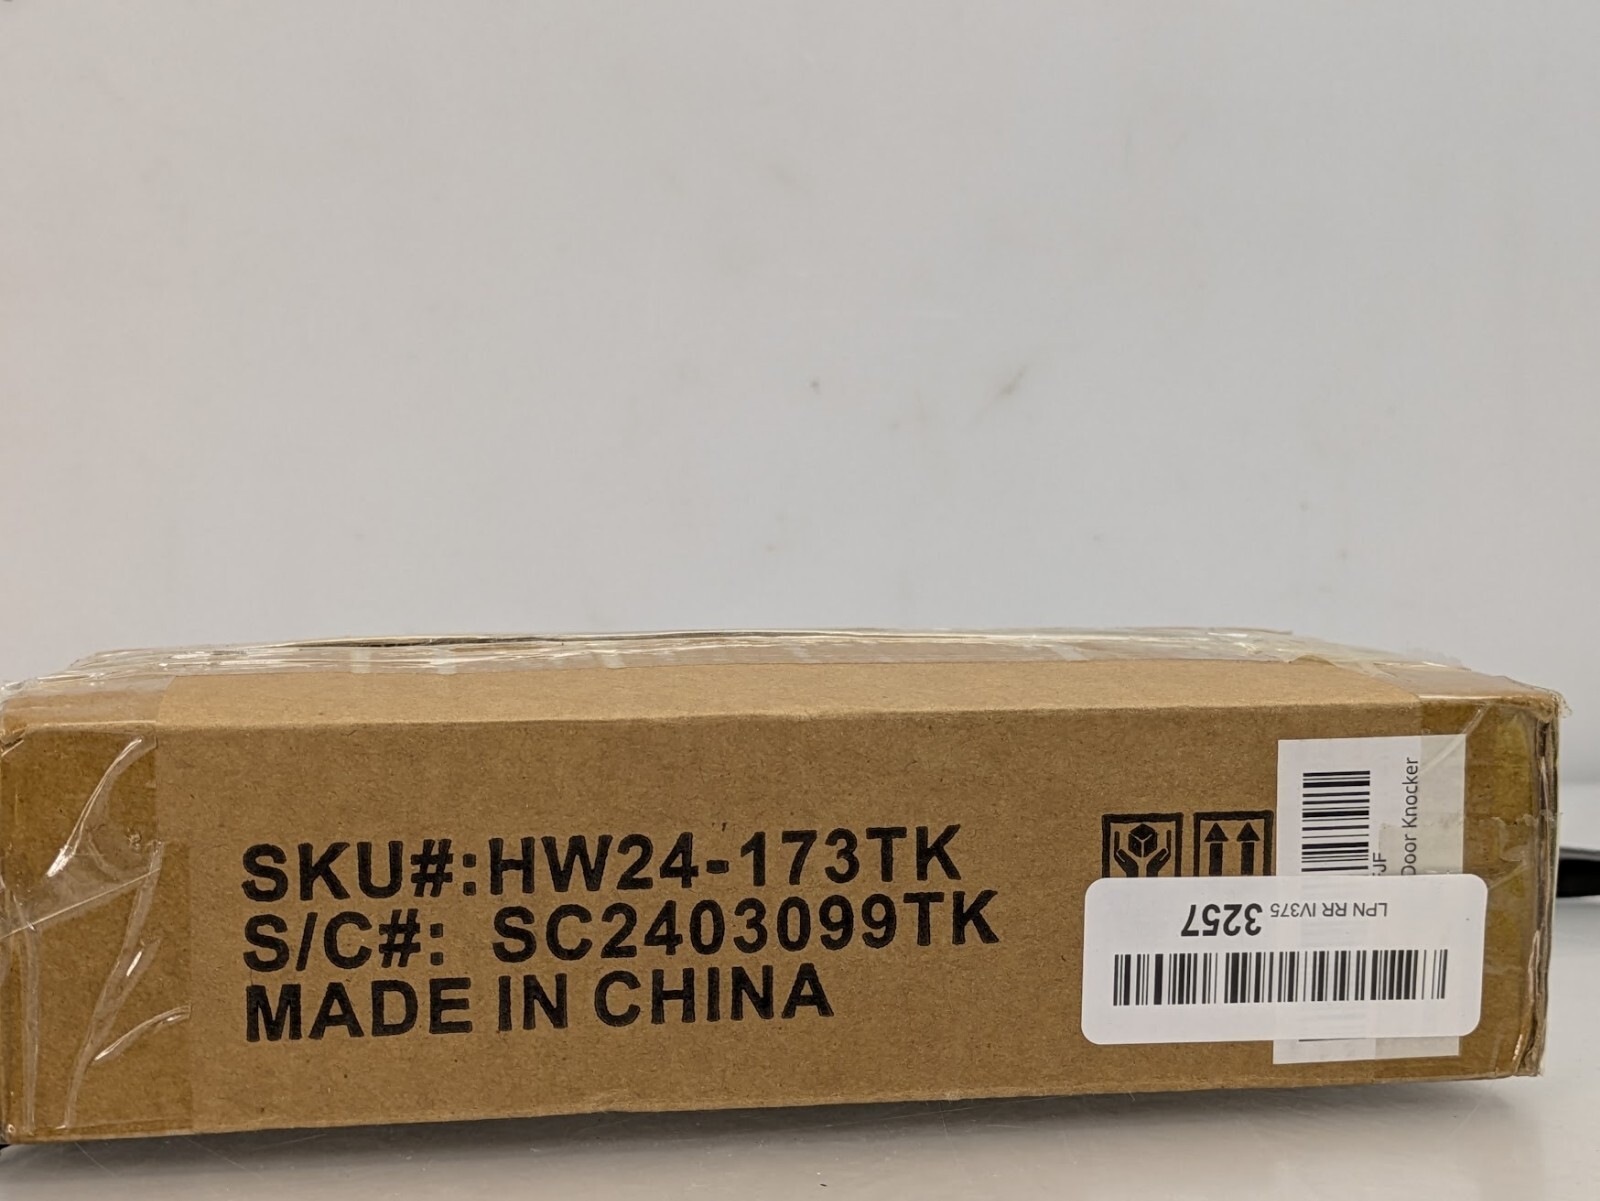 SKU#:HW24-173TK
S/C#: SC2403099TK
MADE IN CHINA
Door Knocker
LPN RR IV375 3257